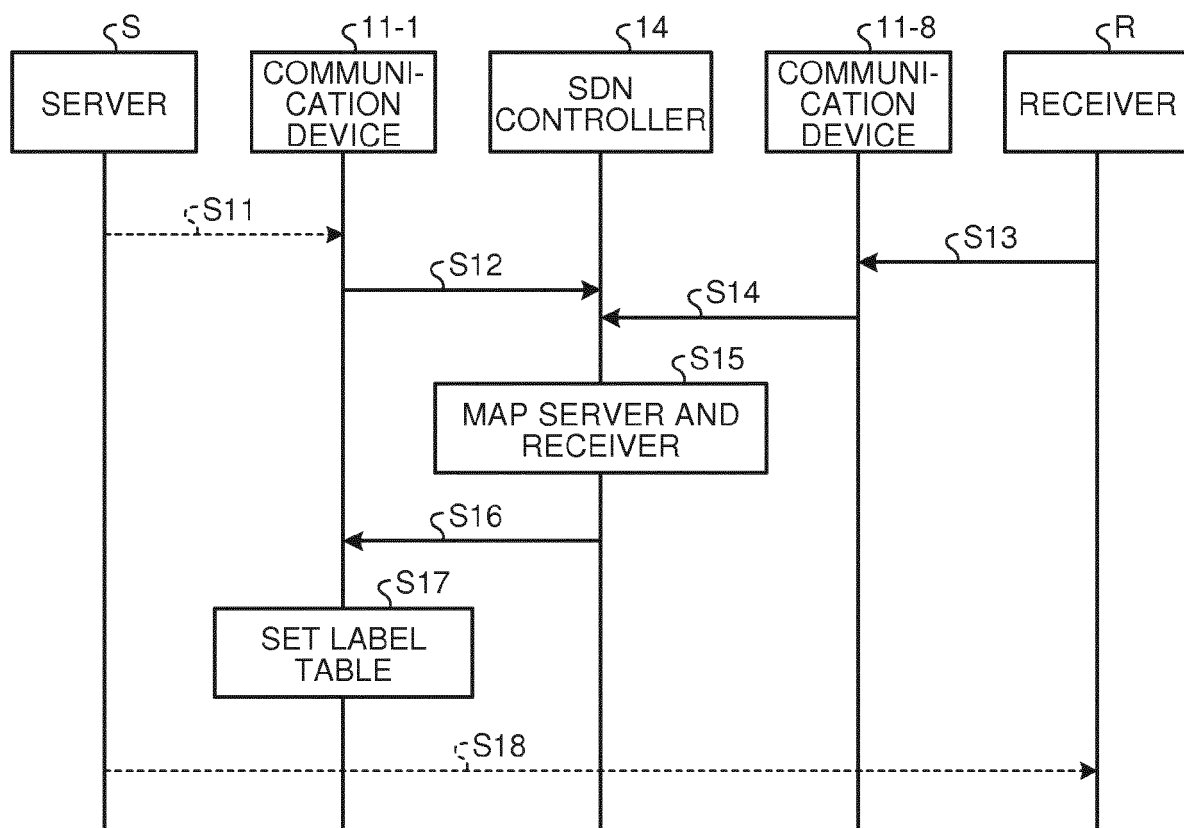 S
11-1
14
11-8
R
SERVER
COMMUNI-
CATION
DEVICE
SDN
CONTROLLER
COMMUNI-
CATION
DEVICE
RECEIVER
S11
S13
S12
S14
S15
MAP SERVER AND
RECEIVER
S16
S17
SET LABEL
TABLE
S18